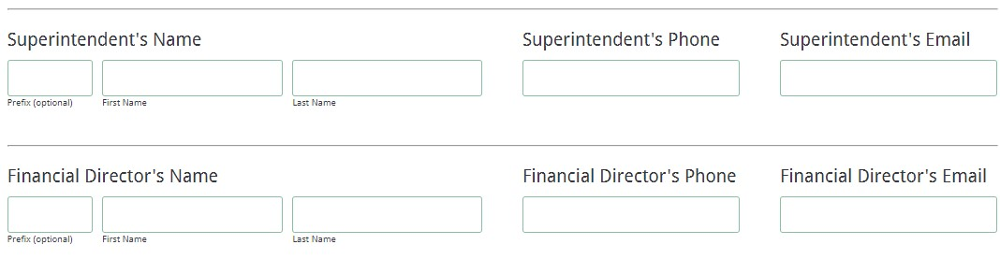 Superintendent's Name Superintendent's Phone Superintendent's Email
Prefix (optional) First Name Last Name
Financial Director's Name Financial Director's Phone Financial Director's Email
Prefix (optional) First Name Last Name